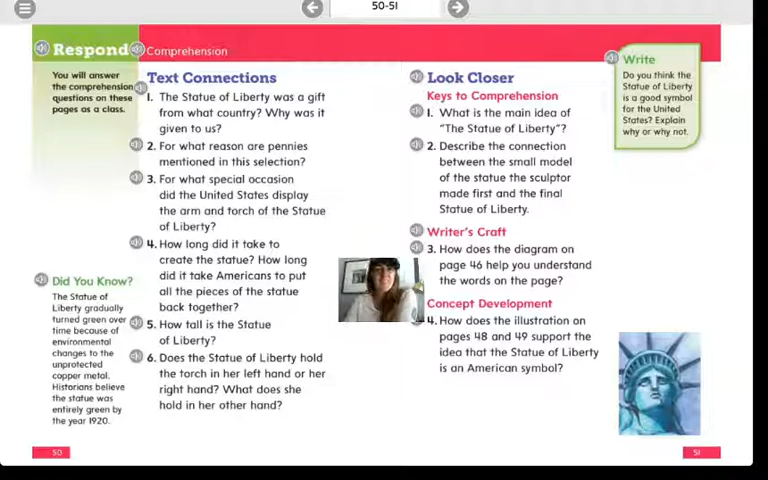 50-51
Respond
Comprehension
You will answer
the comprehension
questions on these
pages as a class.
Text Connections
1. The Statue of Liberty was a gift
from what country? Why was it
given to us?
2. For what reason are pennies
mentioned in this selection?
3. For what special occasion
did the United States display
the arm and torch of the Statue
of Liberty?
4. How long did it take to
create the statue? How long
did it take Americans to put
all the pieces of the statue
back together?
5. How tall is the Statue
of Liberty?
6. Does the Statue of Liberty hold
the torch in her left hand or her
right hand? What does she
hold in her other hand?
Did You Know?
The Statue of
Liberty gradually
turned green over
time because of
environmental
changes to the
unprotected
copper metal.
Historians believe
the statue was
entirely green by
the year 1920.
Look Closer
Keys to Comprehension
1. What is the main idea of
"The Statue of Liberty"?
2. Describe the connection
between the small model
of the statue the sculptor
made first and the final
Statue of Liberty.
Writer's Craft
3. How does the diagram on
page 46 help you understand
the words on the page?
Concept Development
4. How does the illustration on
pages 48 and 49 support the
idea that the Statue of Liberty
is an American symbol?
Write
Do you think the
Statue of Liberty
is a good symbol
for the United
States? Explain
why or why not.
50
51